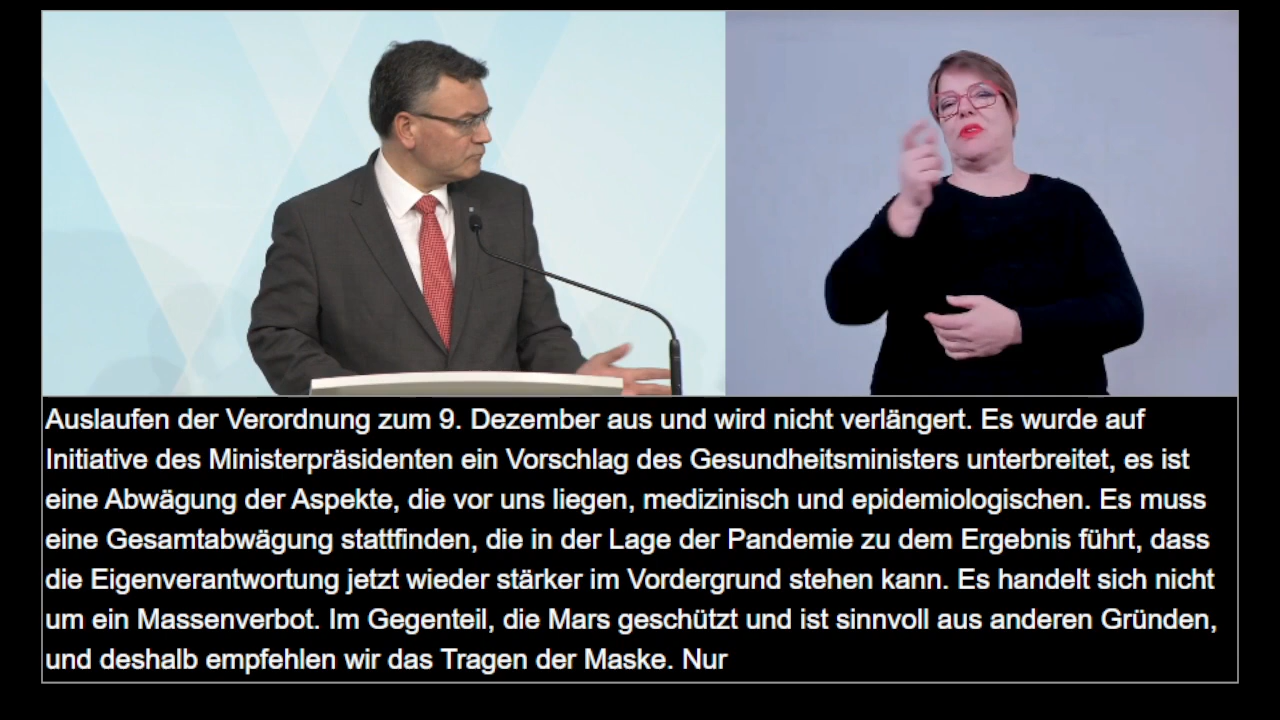 Auslaufen der Verordnung zum 9. Dezember aus und wird nicht verlängert. Es wurde auf
Initiative des Ministerpräsidenten ein Vorschlag des Gesundheitsministers unterbreitet, es ist
eine Abwägung der Aspekte, die vor uns liegen, medizinisch und epidemiologischen. Es muss
eine Gesamtabwägung stattfinden, die in der Lage der Pandemie zu dem Ergebnis führt, dass
die Eigenverantwortung jetzt wieder stärker im Vordergrund stehen kann. Es handelt sich nicht
um ein Massenverbot. Im Gegenteil, die Mars geschützt und ist sinnvoll aus anderen Gründen,
und deshalb empfehlen wir das Tragen der Maske. Nur